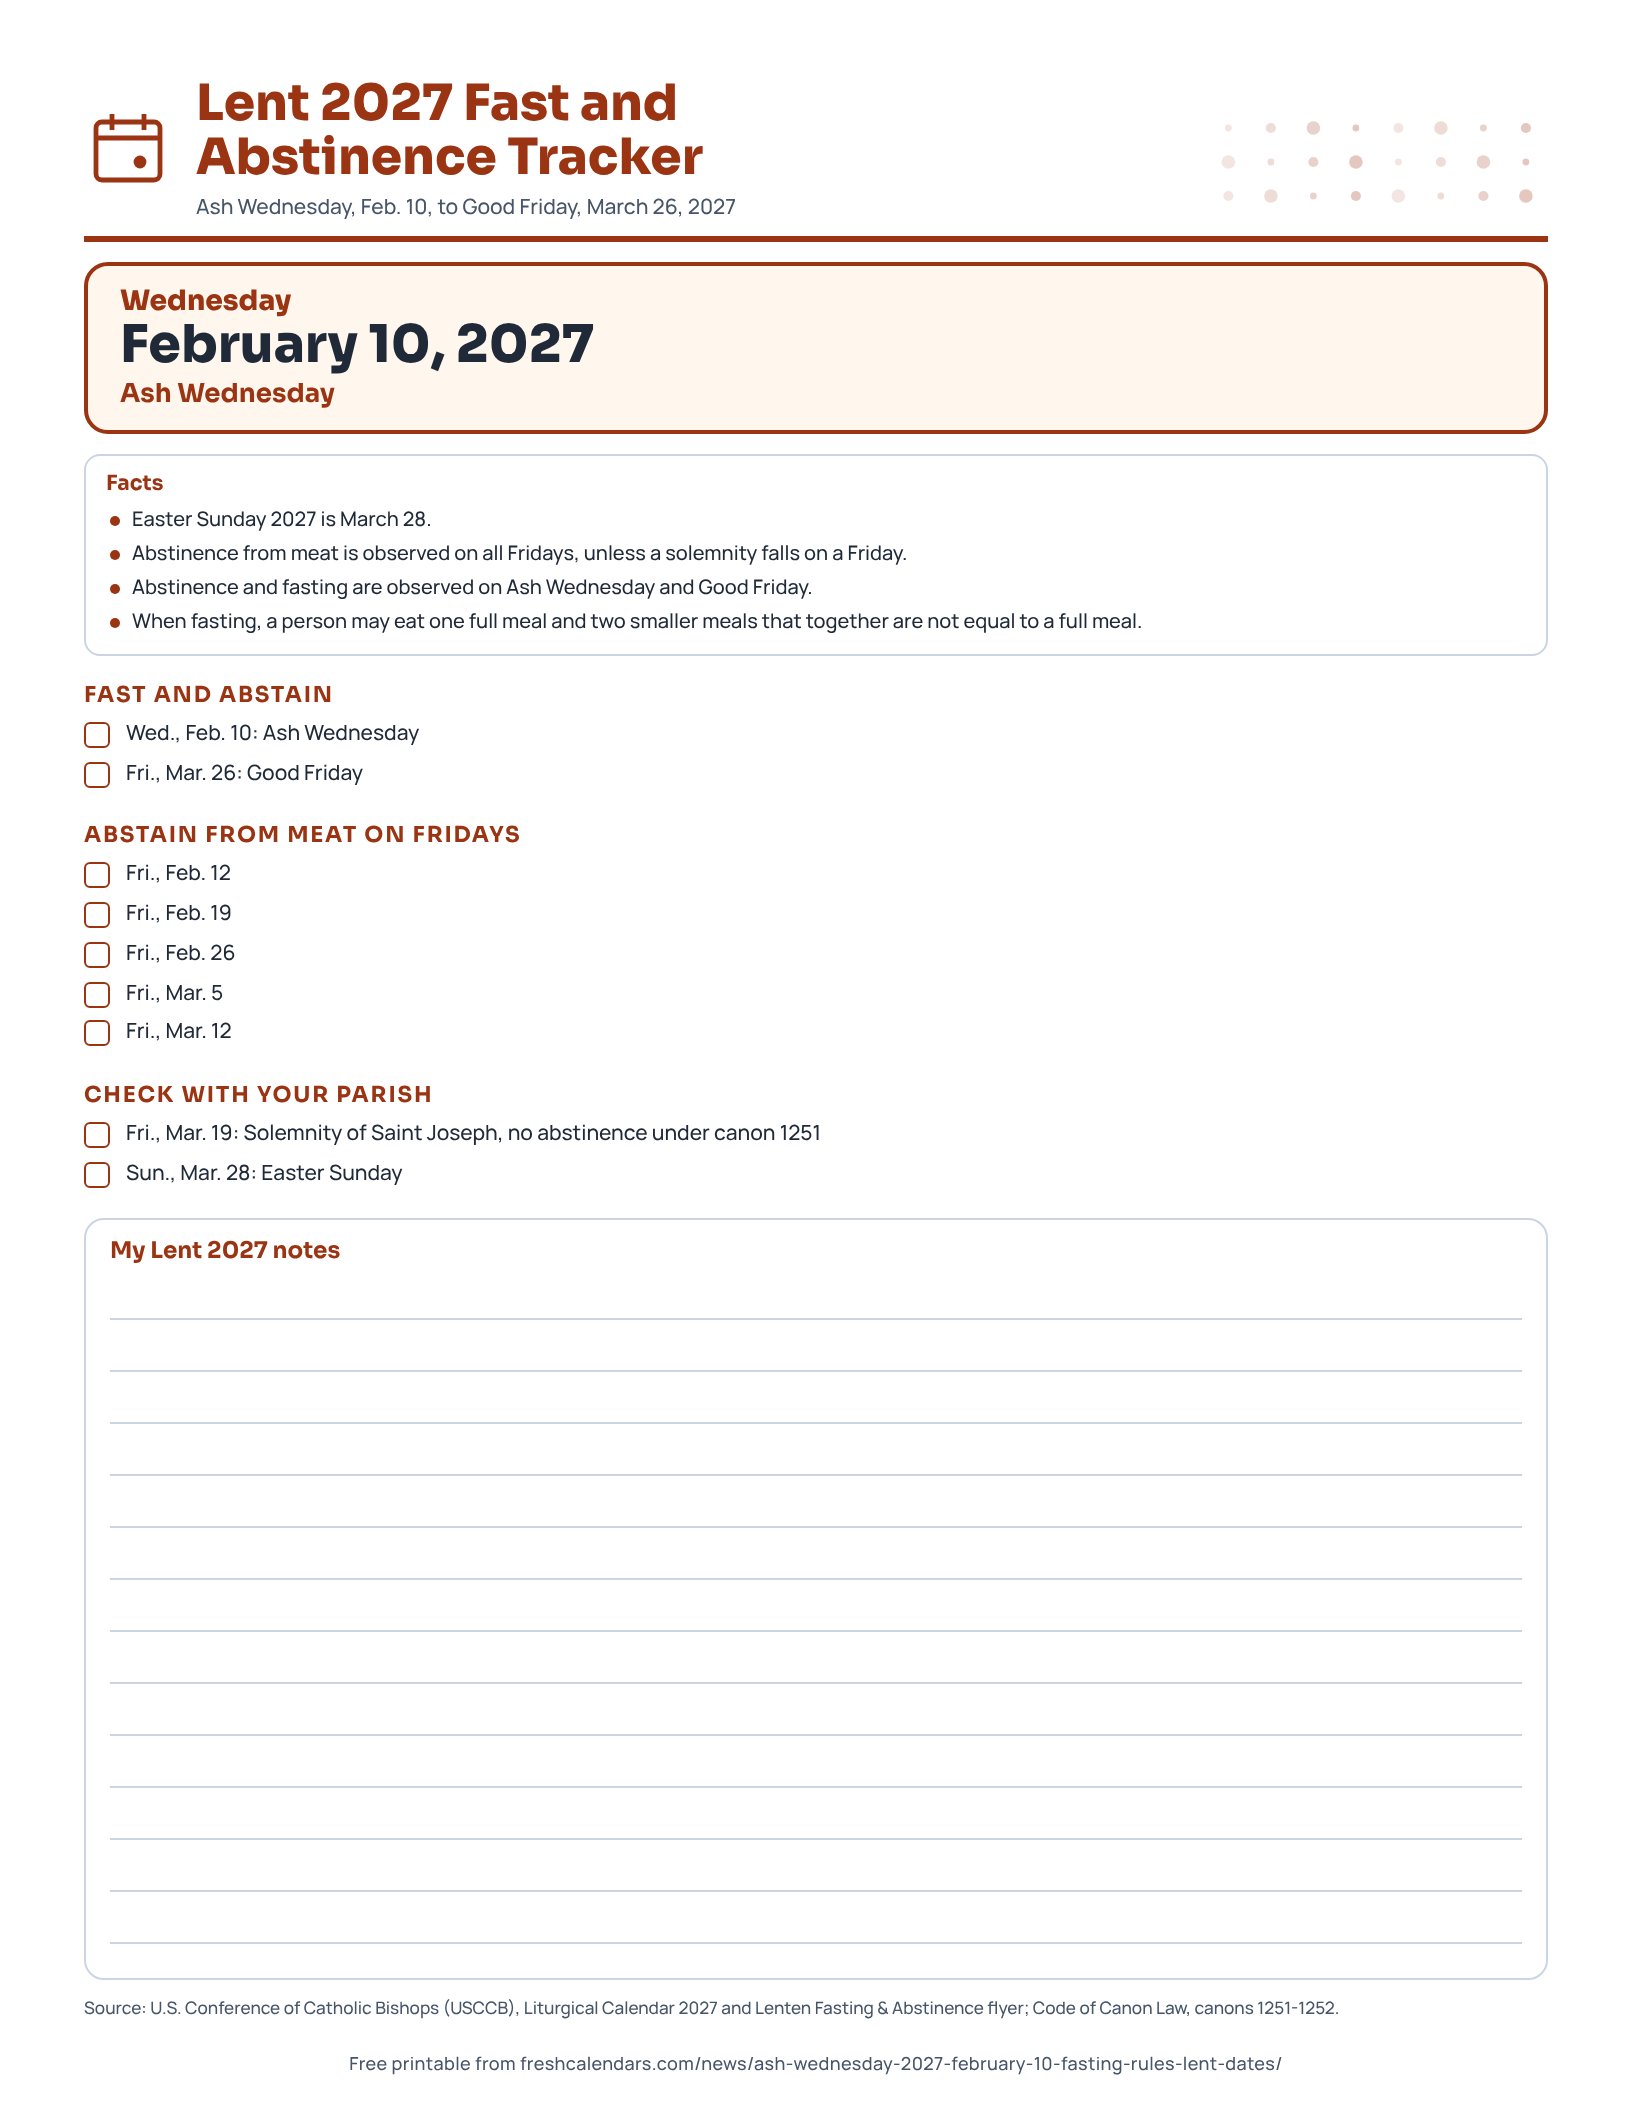 Lent 2027 Fast and
Abstinence Tracker
Ash Wednesday, Feb. 10, to Good Friday, March 26, 2027
Wednesday
February 10, 2027
Ash Wednesday
Facts
Easter Sunday 2027 is March 28.
Abstinence from meat is observed on all Fridays, unless a solemnity falls on a Friday.
Abstinence and fasting are observed on Ash Wednesday and Good Friday.
When fasting, a person may eat one full meal and two smaller meals that together are not equal to a full meal.
FAST AND ABSTAIN
Wed., Feb. 10: Ash Wednesday
Fri., Mar. 26: Good Friday
ABSTAIN FROM MEAT ON FRIDAYS
Fri., Feb. 12
Fri., Feb. 19
Fri., Feb. 26
Fri., Mar. 5
Fri., Mar. 12
CHECK WITH YOUR PARISH
Fri., Mar. 19: Solemnity of Saint Joseph, no abstinence under canon 1251
Sun., Mar. 28: Easter Sunday
My Lent 2027 notes
Source: U.S. Conference of Catholic Bishops (USCCB), Liturgical Calendar 2027 and Lenten Fasting & Abstinence flyer; Code of Canon Law, canons 1251-1252.
Free printable from freshcalendars.com/news/ash-wednesday-2027-february-10-fasting-rules-lent-dates/